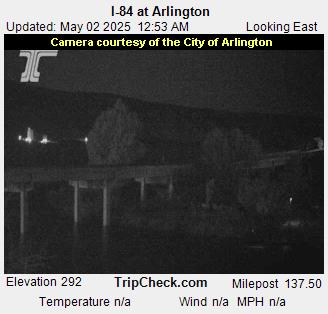 I-84 at Arlington
Updated: May 02 2025 12:53 AM Looking East
Camera courtesy of the City of Arlington
Elevation 292 TripCheck.com Milepost 137.50
Temperature n/a Wind n/a MPH n/a